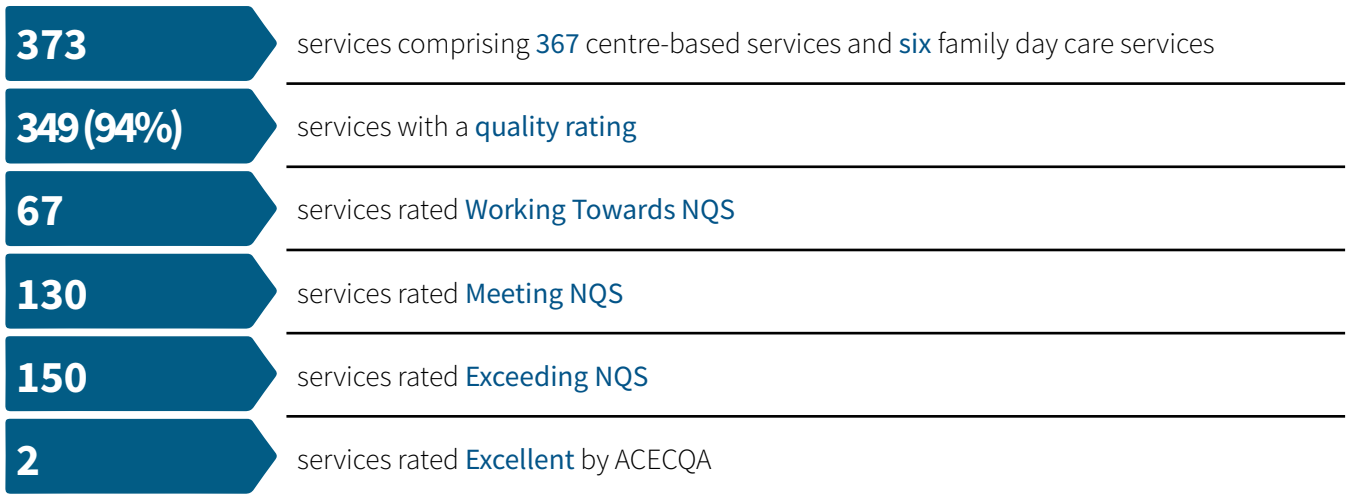 373 services comprising 367 centre-based services and six family day care services
349 (94%) services with a quality rating
67 services rated Working Towards NQS
130 services rated Meeting NQS
150 services rated Exceeding NQS
2 services rated Excellent by ACECQA